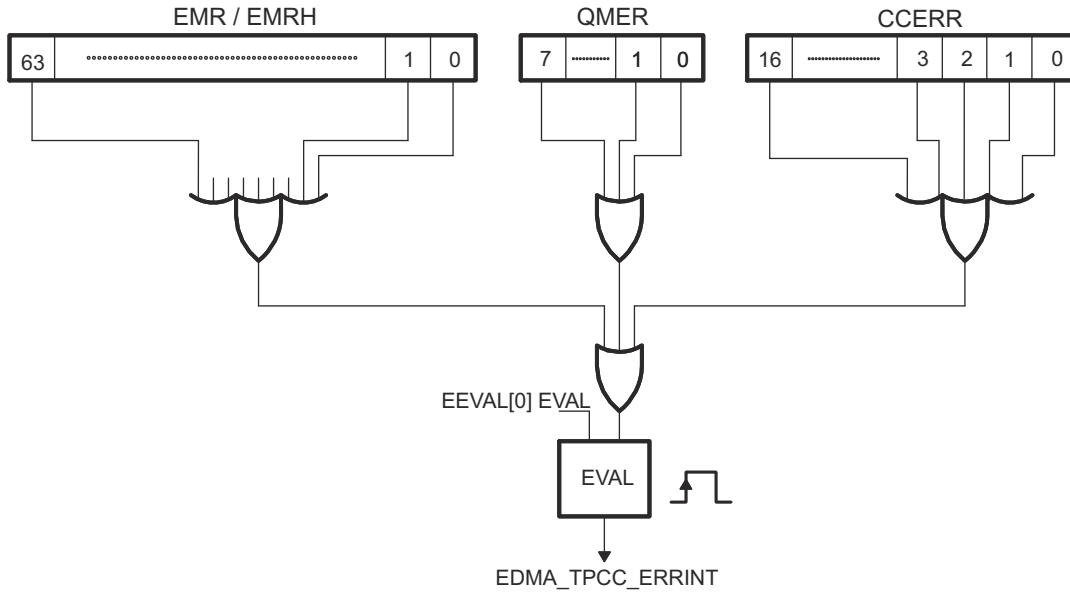 EMR / EMRH QMER CCERR
63 1 0 7 1 0 16 3 2 1 0
EEVAL[0] EVAL
EVAL
EDMA_TPCC_ERRINT